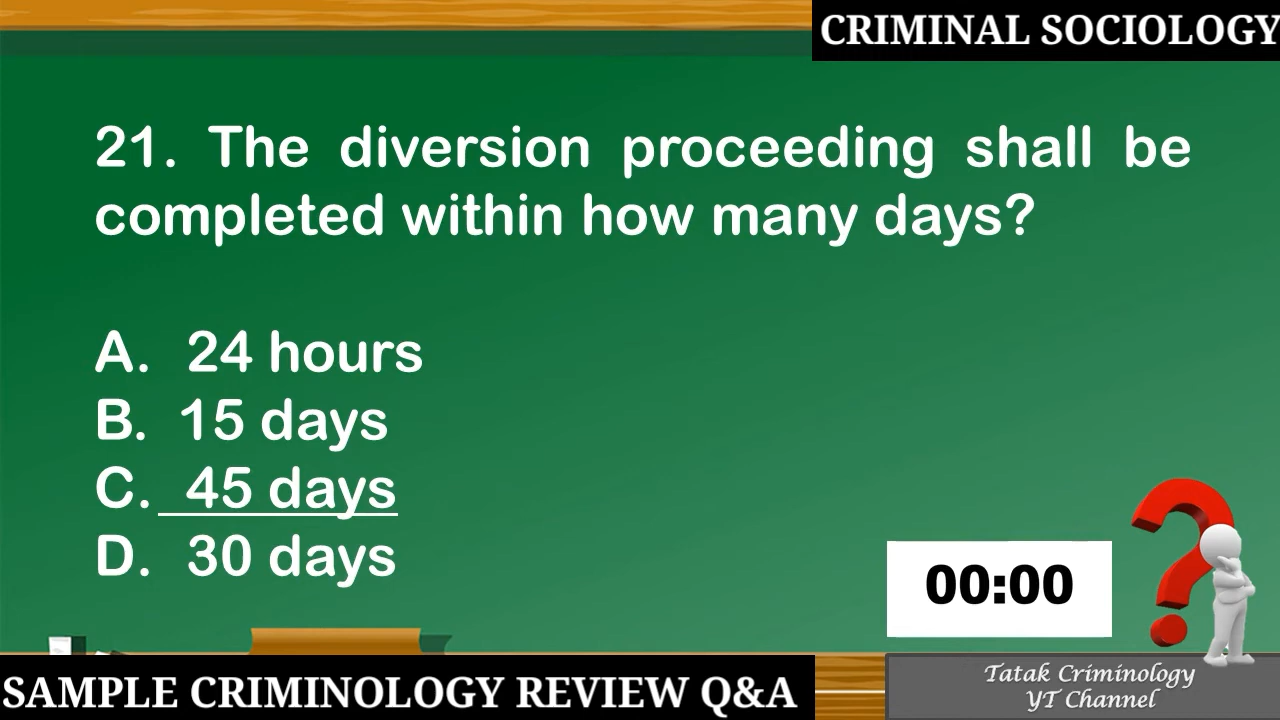 CRIMINAL SOCIOLOGY
21. The diversion proceeding shall be
completed within how many days?
A. 24 hours
B. 15 days
C. 45 days
D. 30 days
00:00
SAMPLE CRIMINOLOGY REVIEW Q&A
Tatak Criminology
YT Channel